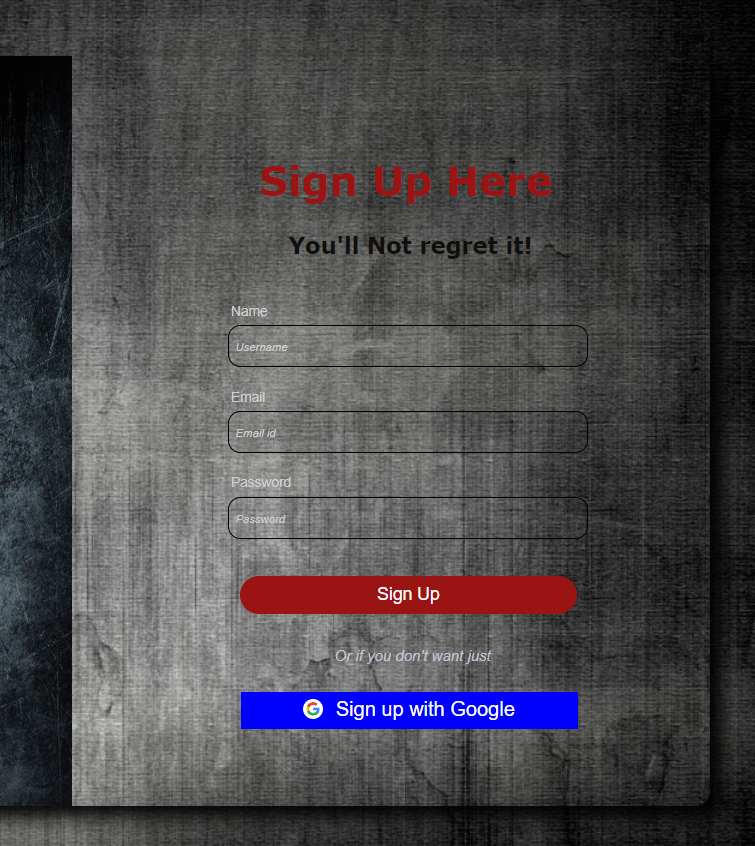 Sign Up Here
You'll Not regret it!
Name
Username
Email
Email id
Password
Password
Sign Up
Or if you don't want just
Sign up with Google